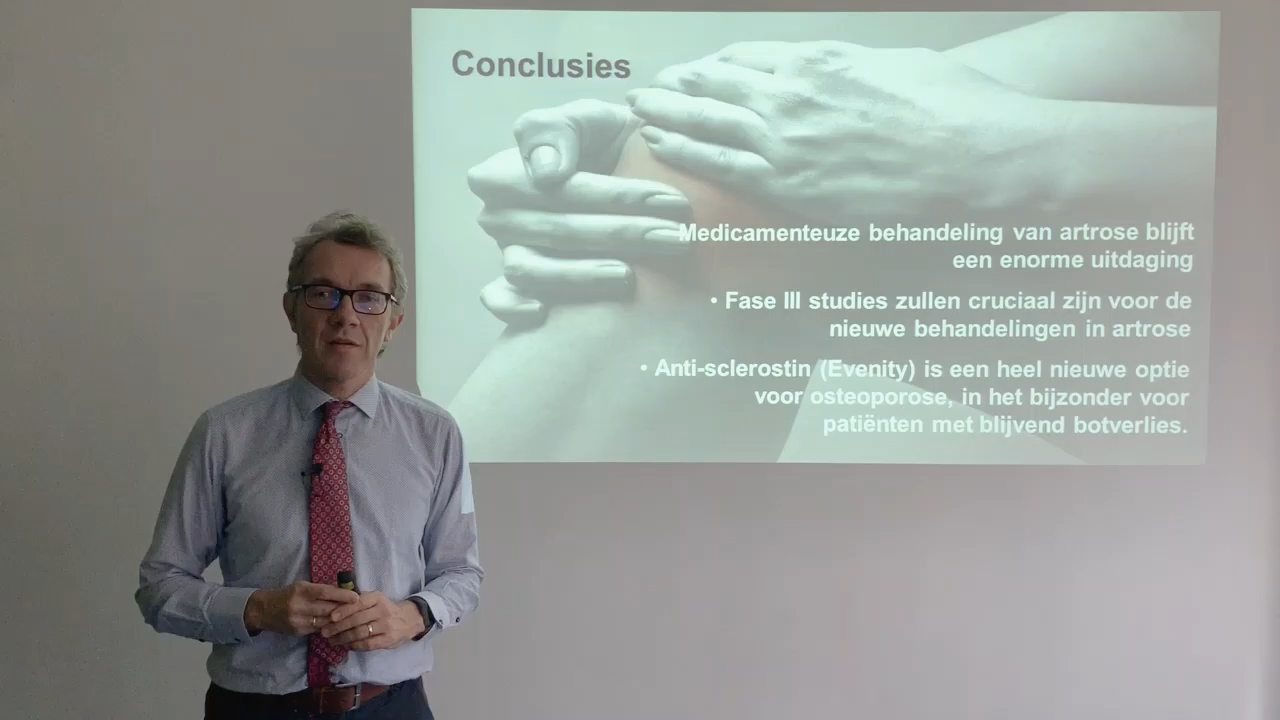 Conclusies
Medicamenteuze behandeling van artrose blijft
een enorme uitdaging
• Fase III studies zullen cruciaal zijn voor de
nieuwe behandelingen in artrose
• Anti-sclerostin (Evenity) is een heel nieuwe optie
voor osteoporose, in het bijzonder voor
patiënten met blijvend botverlies.